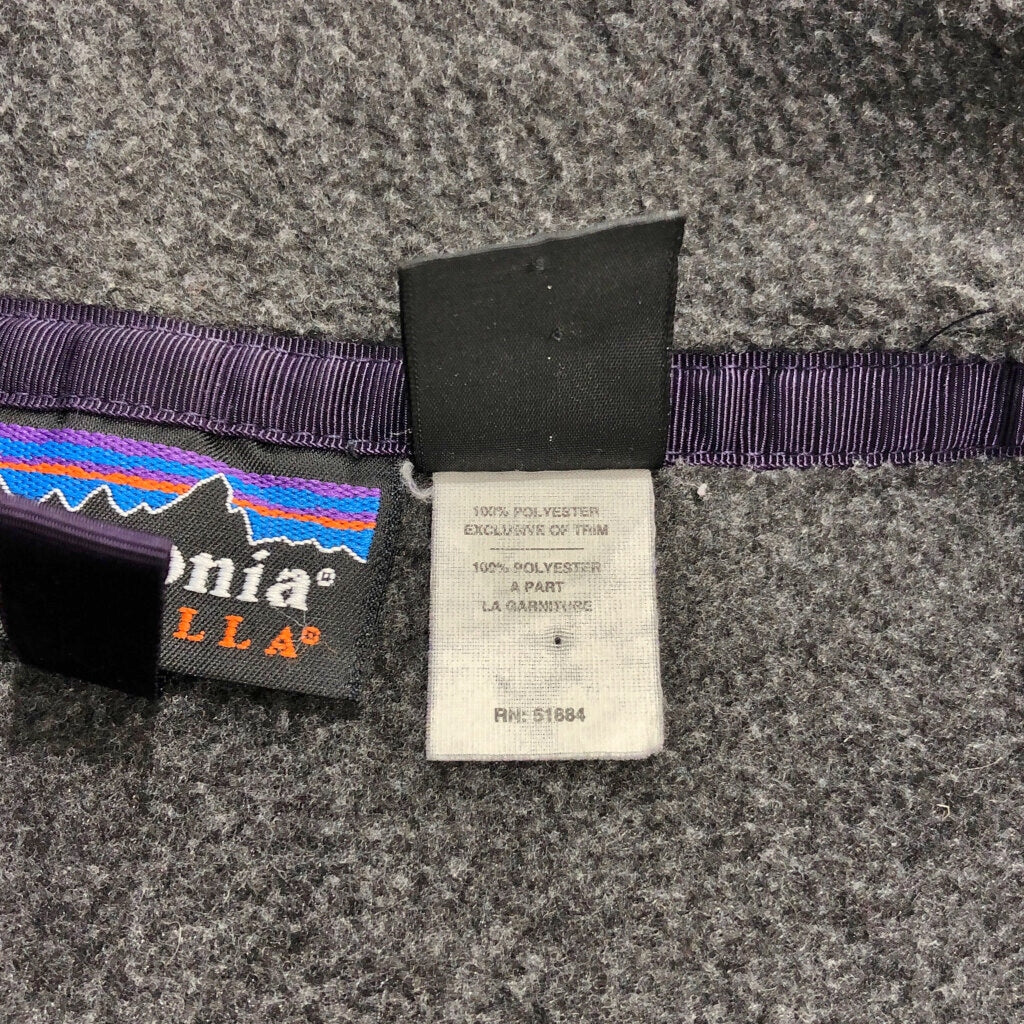 onia®
LLA®
100% POLYESTER
EXCLUSIVE OF TRIM
100% POLYESTER
A PART
LA GARNITURE
RN: 51884